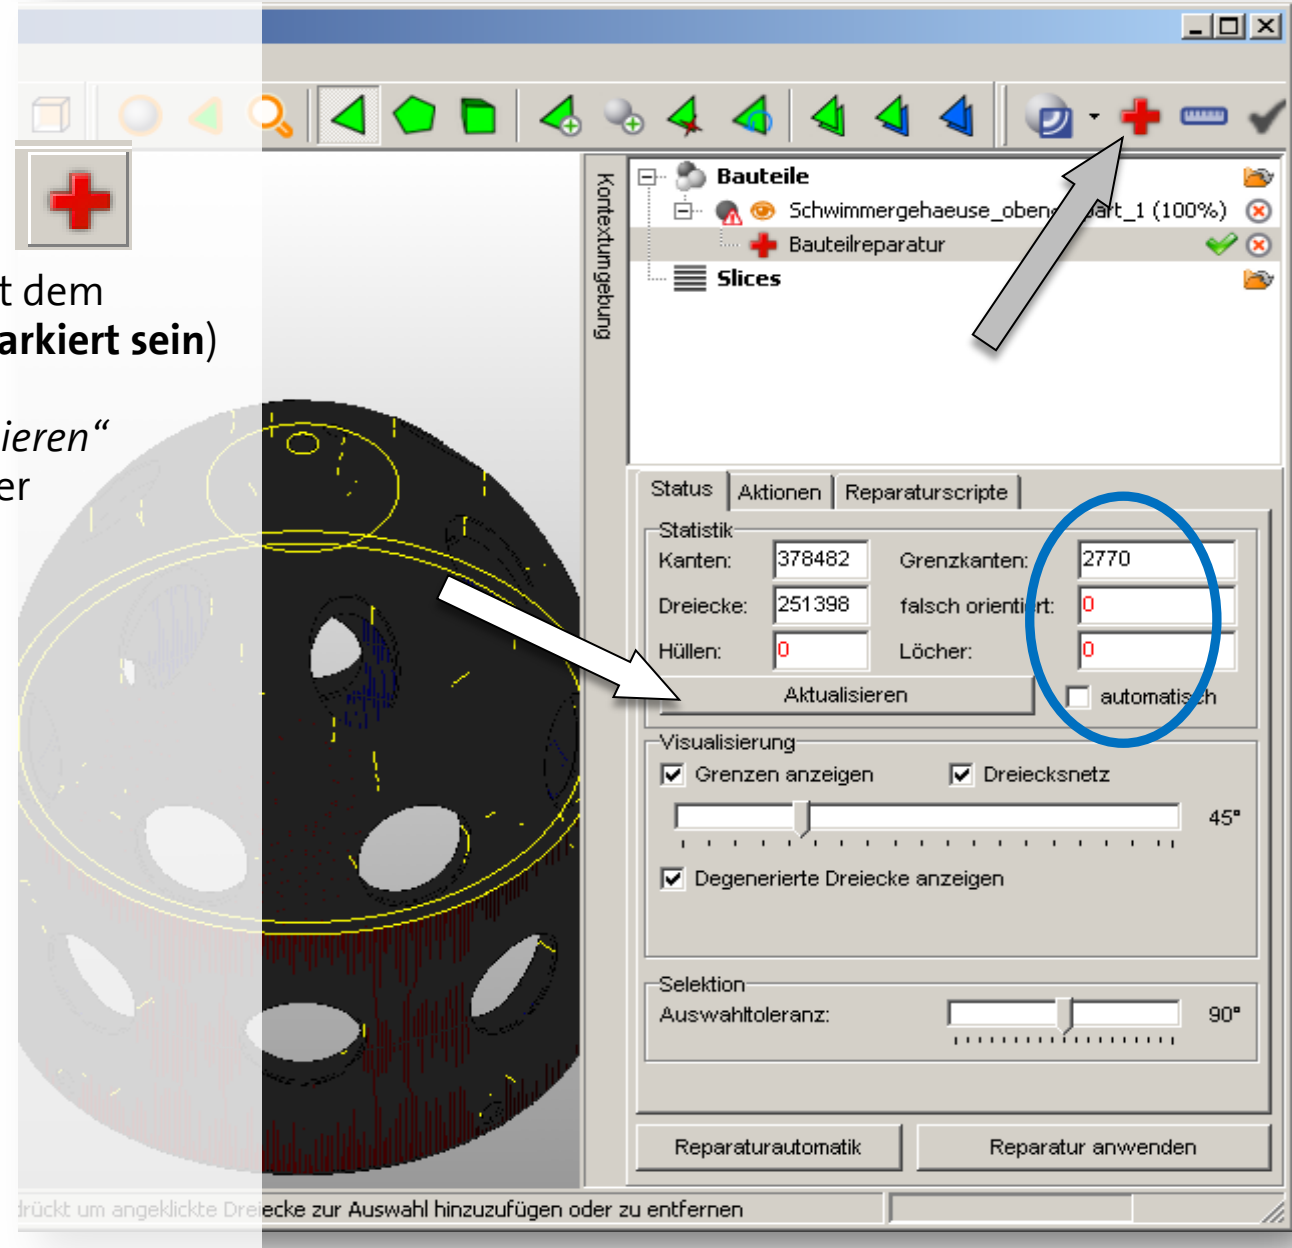 t dem
arkiert sein)
ieren“
er
Kontextumgebung
Bauteile
Schwimmergehaeuse_oben part_1 (100%)
Bauteilreparatur
Slices
Status Aktionen Reparaturscripte
Statistik
Kanten: 378482 Grenzkanten: 2770
Dreiecke: 251398 falsch orientiert: 0
Hüllen: 0 Löcher: 0
Aktualisieren automatisch
Visualisierung
Grenzen anzeigen Dreiecksnetz
45°
Degenerierte Dreiecke anzeigen
Selektion
Auswahltoleranz: 90°
Reparaturautomatik Reparatur anwenden
drückt um angeklickte Dreiecke zur Auswahl hinzuzufügen oder zu entfernen